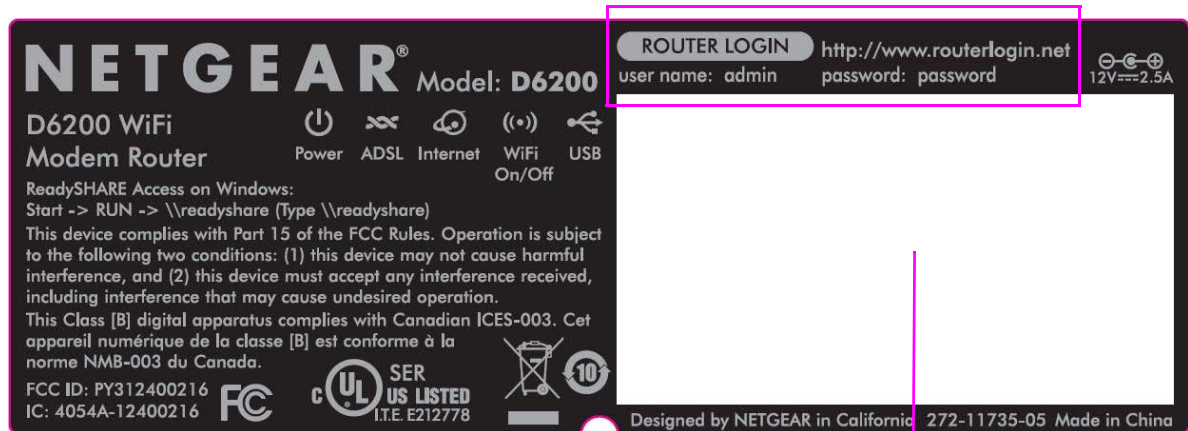 NETGEAR®
Model: D6200
D6200 WiFi
Modem Router
Power ADSL Internet WiFi On/Off USB
ReadySHARE Access on Windows:
Start -> RUN -> \\readyshare (Type \\readyshare)
This device complies with Part 15 of the FCC Rules. Operation is subject
to the following two conditions: (1) this device may not cause harmful
interference, and (2) this device must accept any interference received,
including interference that may cause undesired operation.
This Class [B] digital apparatus complies with Canadian ICES-003. Cet
appareil numérique de la classe [B] est conforme à la
norme NMB-003 du Canada.
FCC ID: PY312400216
IC: 4054A-12400216
FC
C UL US
SER
LISTED
I.T.E. E212778
10
ROUTER LOGIN http://www.routerlogin.net
user name: admin password: password
12V⎓2.5A
Designed by NETGEAR in California 272-11735-05 Made in China